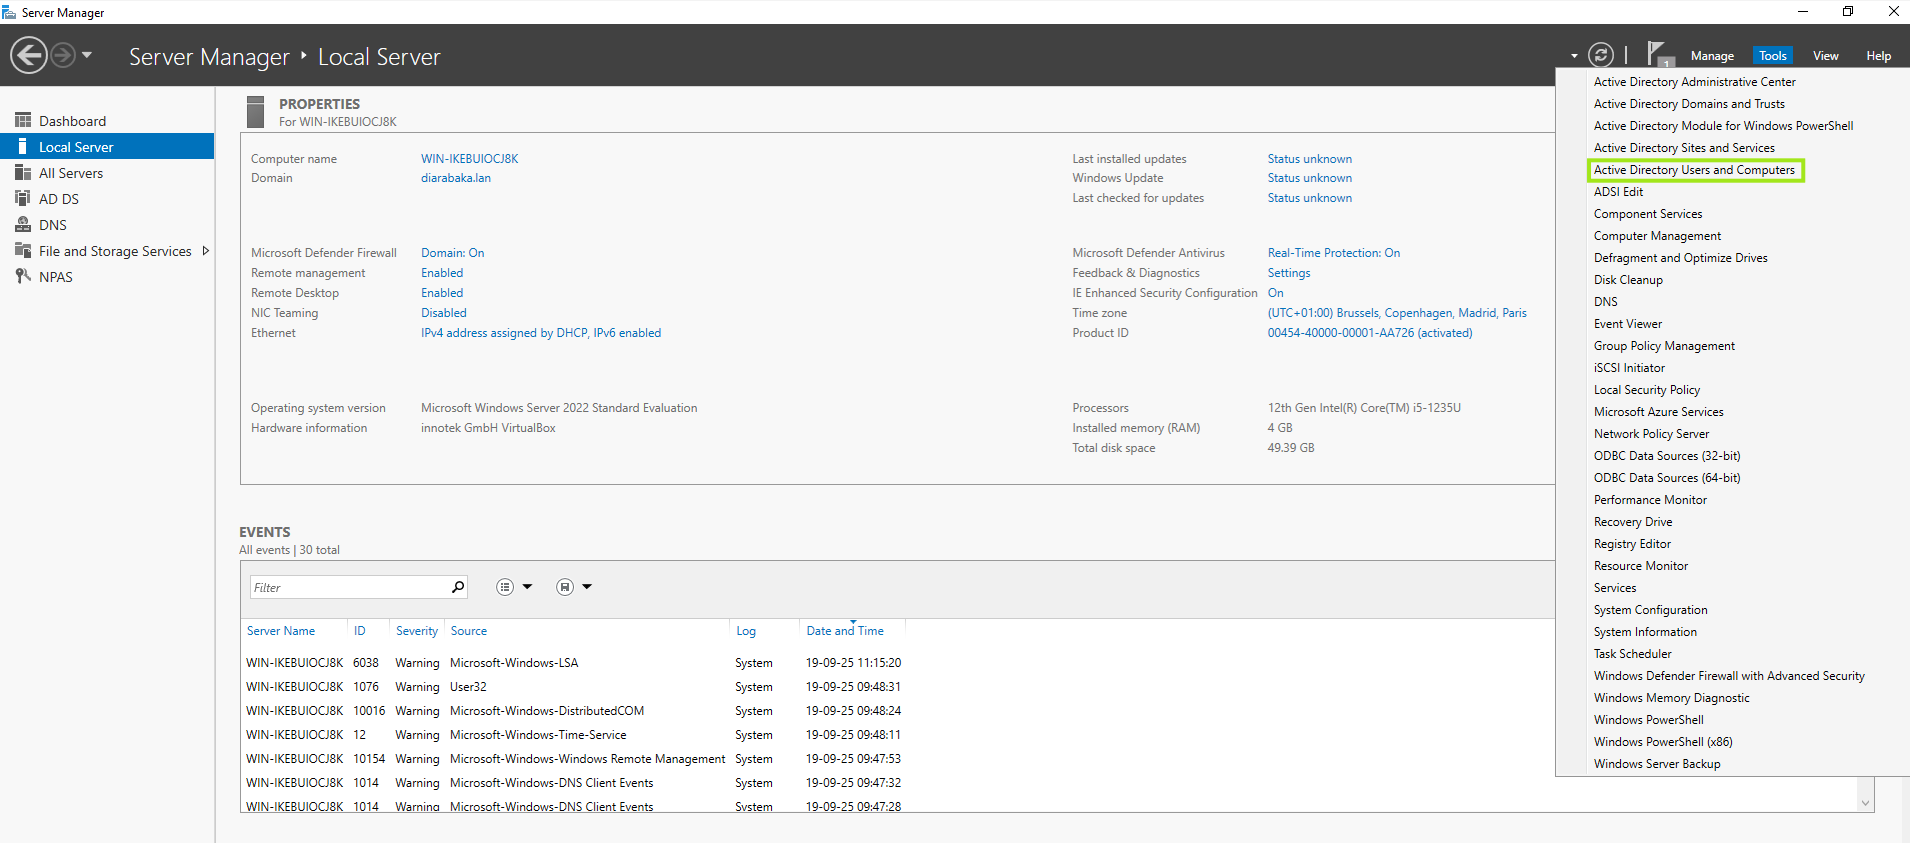 Server Manager
Server Manager ‣ Local Server
1
Manage
Tools
View
Help
Dashboard
Local Server
All Servers
AD DS
DNS
File and Storage Services
NPAS
PROPERTIES
For WIN-IKEBUIOCJ8K
Computer name WIN-IKEBUIOCJ8K
Domain diarabaka.lan
Last installed updates Status unknown
Windows Update Status unknown
Last checked for updates Status unknown
Microsoft Defender Firewall Domain: On
Remote management Enabled
Remote Desktop Enabled
NIC Teaming Disabled
Ethernet IPv4 address assigned by DHCP, IPv6 enabled
Microsoft Defender Antivirus Real-Time Protection: On
Feedback & Diagnostics Settings
IE Enhanced Security Configuration On
Time zone (UTC+01:00) Brussels, Copenhagen, Madrid, Paris
Product ID 00454-40000-00001-AA726 (activated)
Operating system version Microsoft Windows Server 2022 Standard Evaluation
Hardware information innotek GmbH VirtualBox
Processors 12th Gen Intel(R) Core(TM) i5-1235U
Installed memory (RAM) 4 GB
Total disk space 49.39 GB
EVENTS
All events | 30 total
Filter
Server Name ID Severity Source Log Date and Time
WIN-IKEBUIOCJ8K 6038 Warning Microsoft-Windows-LSA System 19-09-25 11:15:20
WIN-IKEBUIOCJ8K 1076 Warning User32 System 19-09-25 09:48:31
WIN-IKEBUIOCJ8K 10016 Warning Microsoft-Windows-DistributedCOM System 19-09-25 09:48:24
WIN-IKEBUIOCJ8K 12 Warning Microsoft-Windows-Time-Service System 19-09-25 09:48:11
WIN-IKEBUIOCJ8K 10154 Warning Microsoft-Windows-Windows Remote Management System 19-09-25 09:47:53
WIN-IKEBUIOCJ8K 1014 Warning Microsoft-Windows-DNS Client Events System 19-09-25 09:47:32
WIN-IKEBUIOCJ8K 1014 Warning Microsoft-Windows-DNS Client Events System 19-09-25 09:47:28
Active Directory Administrative Center
Active Directory Domains and Trusts
Active Directory Module for Windows PowerShell
Active Directory Sites and Services
Active Directory Users and Computers
ADSI Edit
Component Services
Computer Management
Defragment and Optimize Drives
Disk Cleanup
DNS
Event Viewer
Group Policy Management
iSCSI Initiator
Local Security Policy
Microsoft Azure Services
Network Policy Server
ODBC Data Sources (32-bit)
ODBC Data Sources (64-bit)
Performance Monitor
Recovery Drive
Registry Editor
Resource Monitor
Services
System Configuration
System Information
Task Scheduler
Windows Defender Firewall with Advanced Security
Windows Memory Diagnostic
Windows PowerShell
Windows PowerShell (x86)
Windows Server Backup